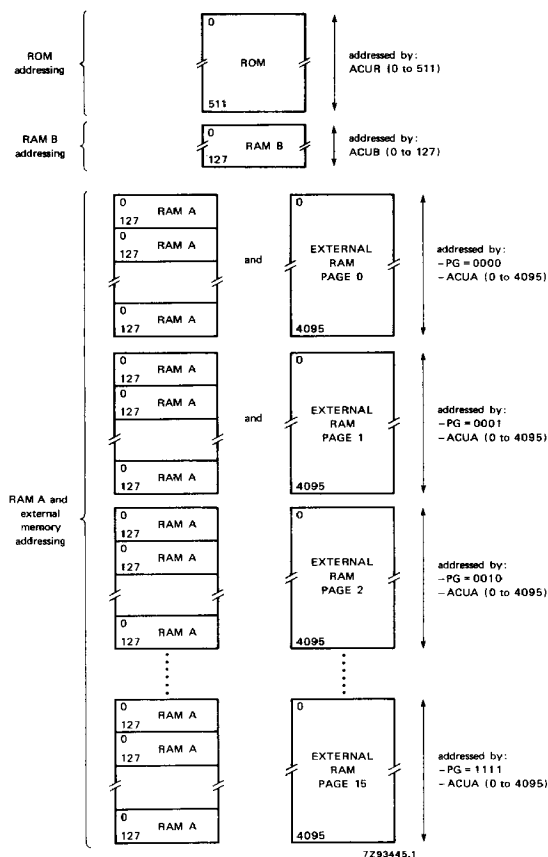 ROM
addressing
0
ROM
511
addressed by:
ACUR (0 to 511)
RAM B
addressing
0
RAM B
127
addressed by:
ACUB (0 to 127)
RAM A and
external
memory
addressing
0
RAM A
127
0
RAM A
127
0
RAM A
127
and
0
EXTERNAL
RAM
PAGE 0
4095
addressed by:
-PG = 0000
-ACUA (0 to 4095)
0
RAM A
127
0
RAM A
127
0
RAM A
127
and
0
EXTERNAL
RAM
PAGE 1
4095
addressed by:
-PG = 0001
-ACUA (0 to 4095)
0
RAM A
127
0
RAM A
127
0
RAM A
127
0
EXTERNAL
RAM
PAGE 2
4095
addressed by:
-PG = 0010
-ACUA (0 to 4095)
0
RAM A
127
0
RAM A
127
0
RAM A
127
0
EXTERNAL
RAM
PAGE 15
4095
addressed by:
-PG = 1111
-ACUA (0 to 4095)
7Z93445.1